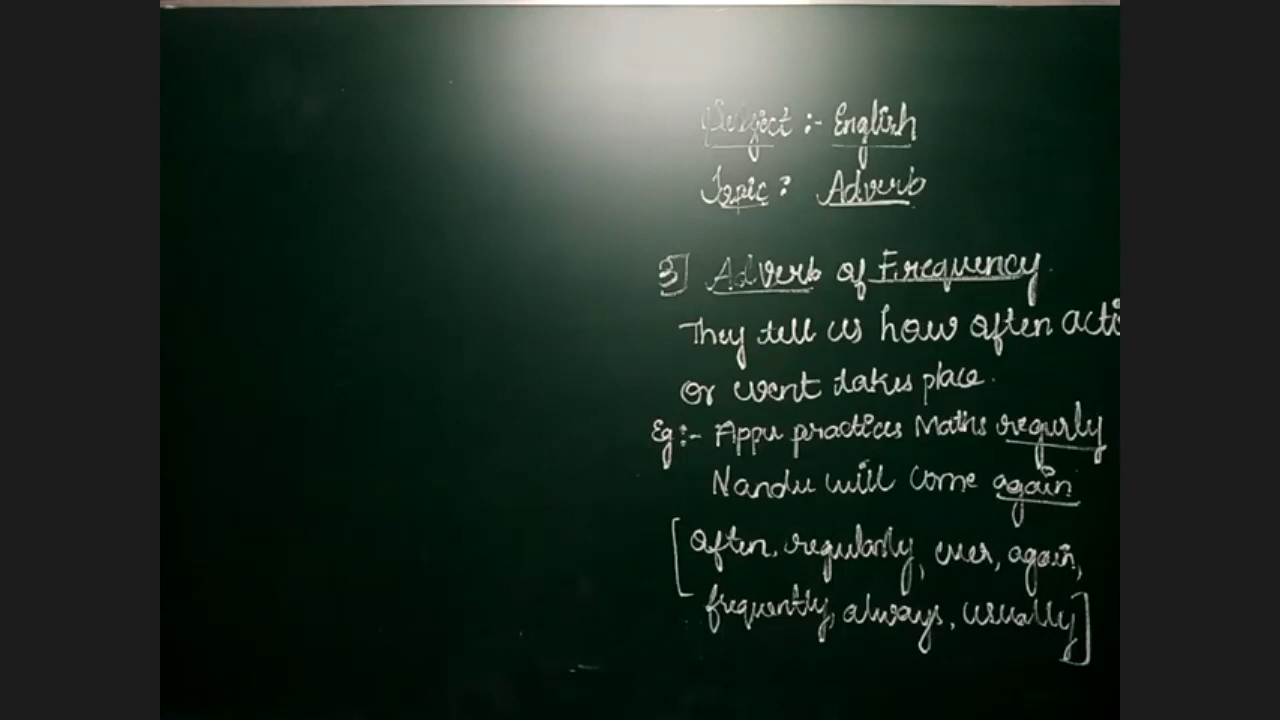 Subject :- English
Topic : Adverb
3] Adverb of Frequency.
They tell us how often acti
or event takes place.
Eg :- Appu practices Maths regurly
Nandu will come again
[often, regularly, ever, again,
frequently, always, usually]